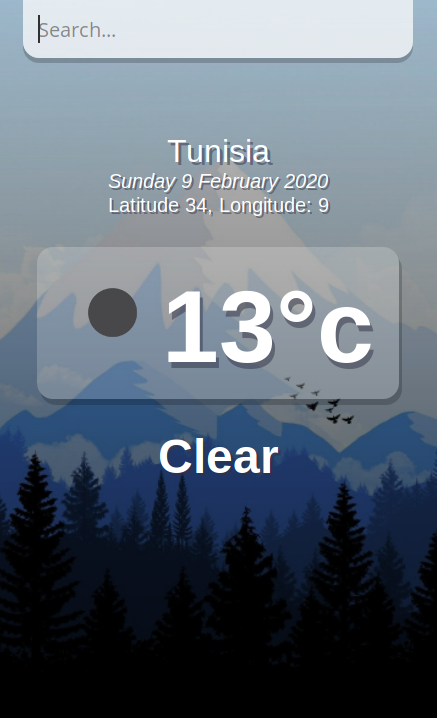 Search...
Tunisia
Sunday 9 February 2020
Latitude 34, Longitude: 9
13°c
Clear